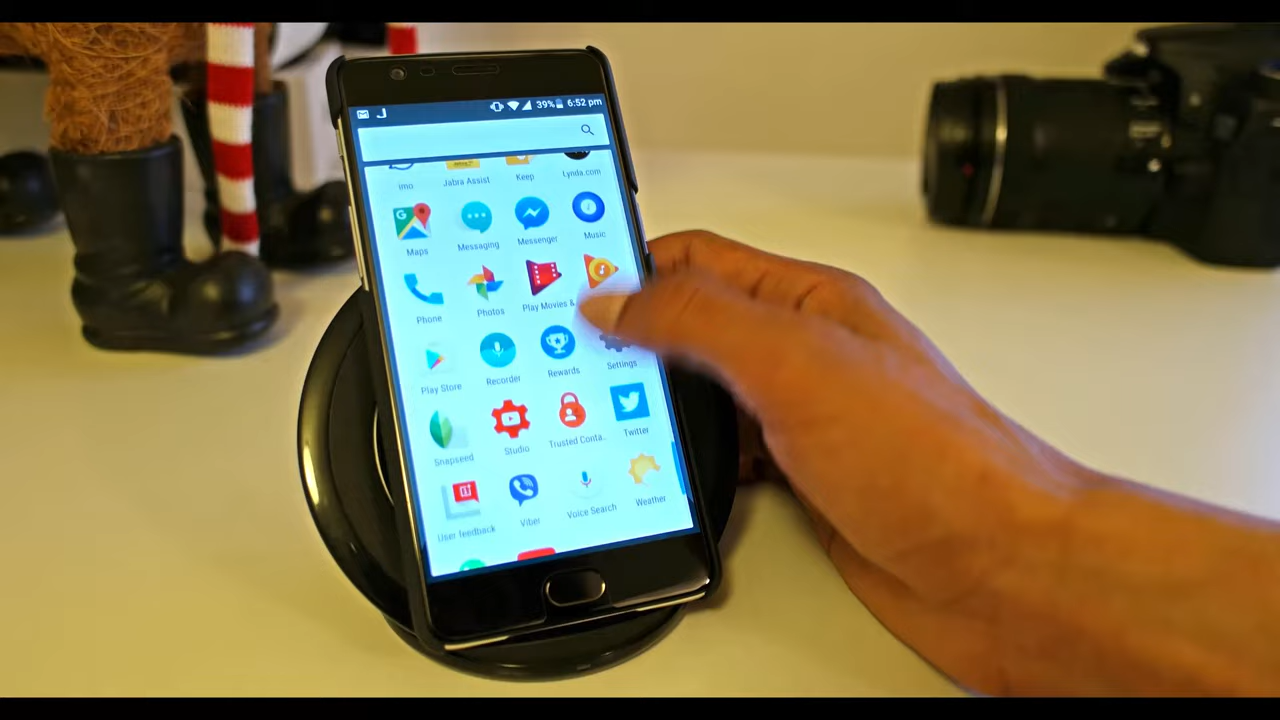 39% 6:52 pm
imo Jabra Assist Keep Lynda.com
Maps Messaging Messenger Music
Phone Photos Play Movies &
Play Store Recorder Rewards Settings
Snapseed Studio Trusted Conta.. Twitter
User feedback Viber Voice Search Weather